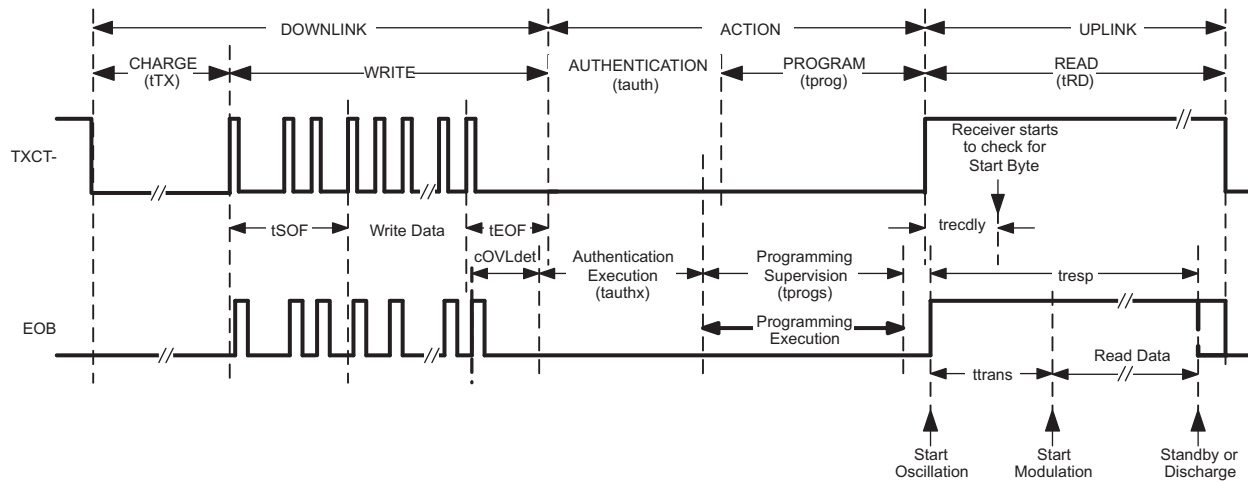 DOWNLINK
ACTION
UPLINK
CHARGE
(tTX)
WRITE
AUTHENTICATION
(tauth)
PROGRAM
(tprog)
READ
(tRD)
TXCT-
Receiver starts
to check for
Start Byte
tSOF
Write Data
tEOF
trecdly
cOVLdet
Authentication
Execution
(tauthx)
Programming
Supervision
(tprogs)
tresp
EOB
Programming
Execution
Read Data
ttrans
Start
Oscillation
Start
Modulation
Standby or
Discharge